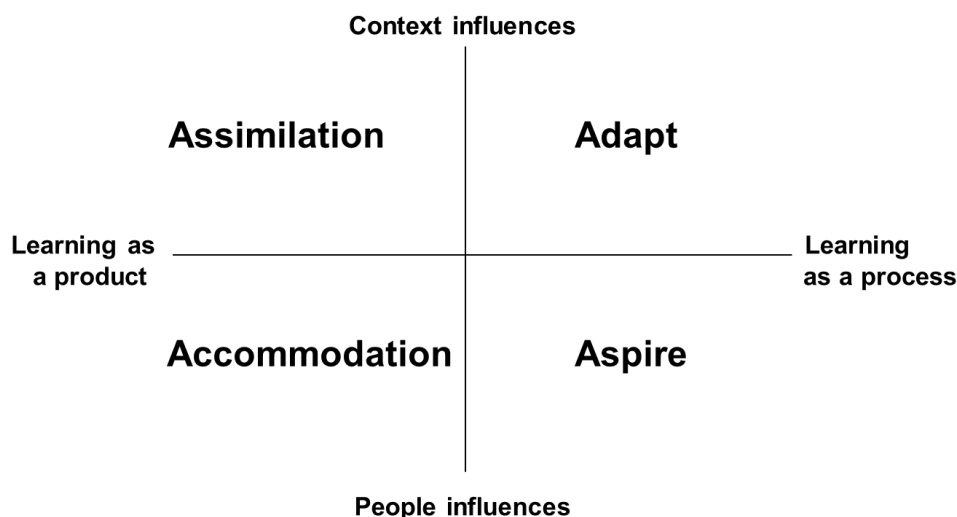 Context influences
Assimilation
Adapt
Learning as
a product
Learning
as a process
Accommodation
Aspire
People influences